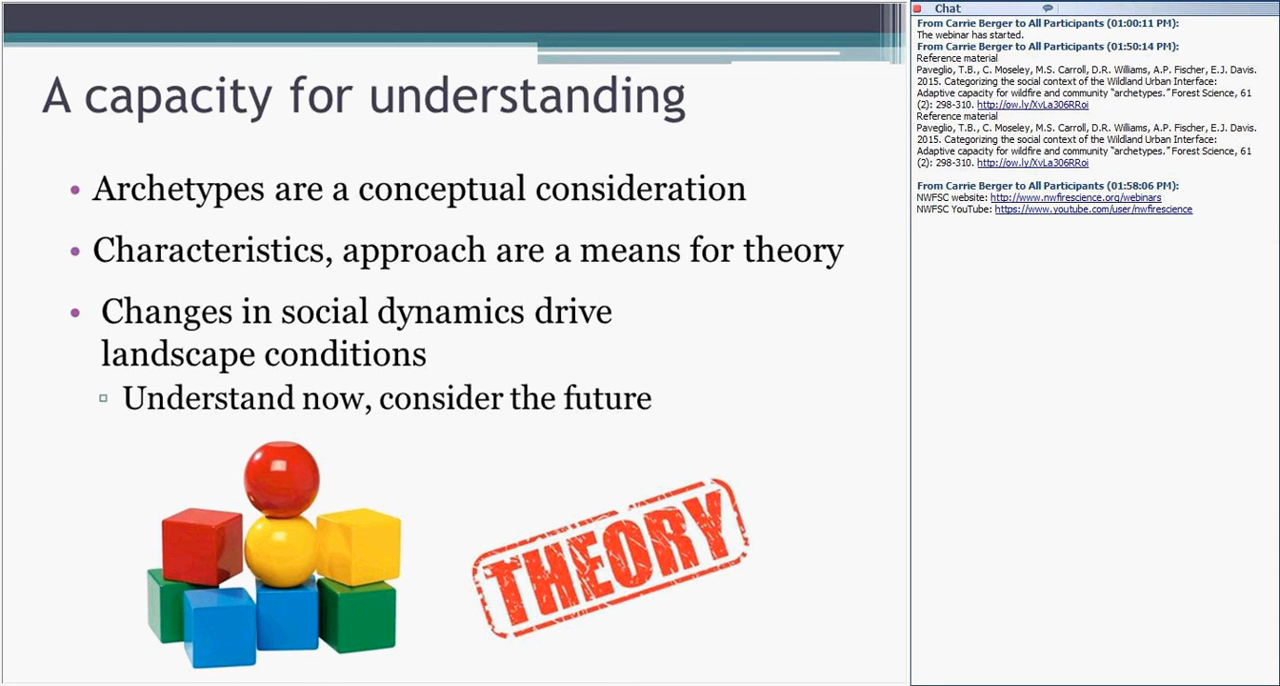 A capacity for understanding
• Archetypes are a conceptual consideration
• Characteristics, approach are a means for theory
• Changes in social dynamics drive
landscape conditions
▫ Understand now, consider the future
THEORY
Chat
From Carrie Berger to All Participants (01:00:11 PM):
The webinar has started.
From Carrie Berger to All Participants (01:50:14 PM):
Reference material
Paveglio, T.B., C. Moseley, M.S. Carroll, D.R. Williams, A.P. Fischer, E.J. Davis.
2015. Categorizing the social context of the Wildland Urban Interface:
Adaptive capacity for wildfire and community “archetypes.” Forest Science, 61
(2): 298-310. http://ow.ly/XvLa306RRoi
Reference material
Paveglio, T.B., C. Moseley, M.S. Carroll, D.R. Williams, A.P. Fischer, E.J. Davis.
2015. Categorizing the social context of the Wildland Urban Interface:
Adaptive capacity for wildfire and community “archetypes.” Forest Science, 61
(2): 298-310. http://ow.ly/XvLa306RRoi
From Carrie Berger to All Participants (01:58:06 PM):
NWFSC website: http://www.nwfirescience.org/webinars
NWFSC YouTube: https://www.youtube.com/user/nwfirescience